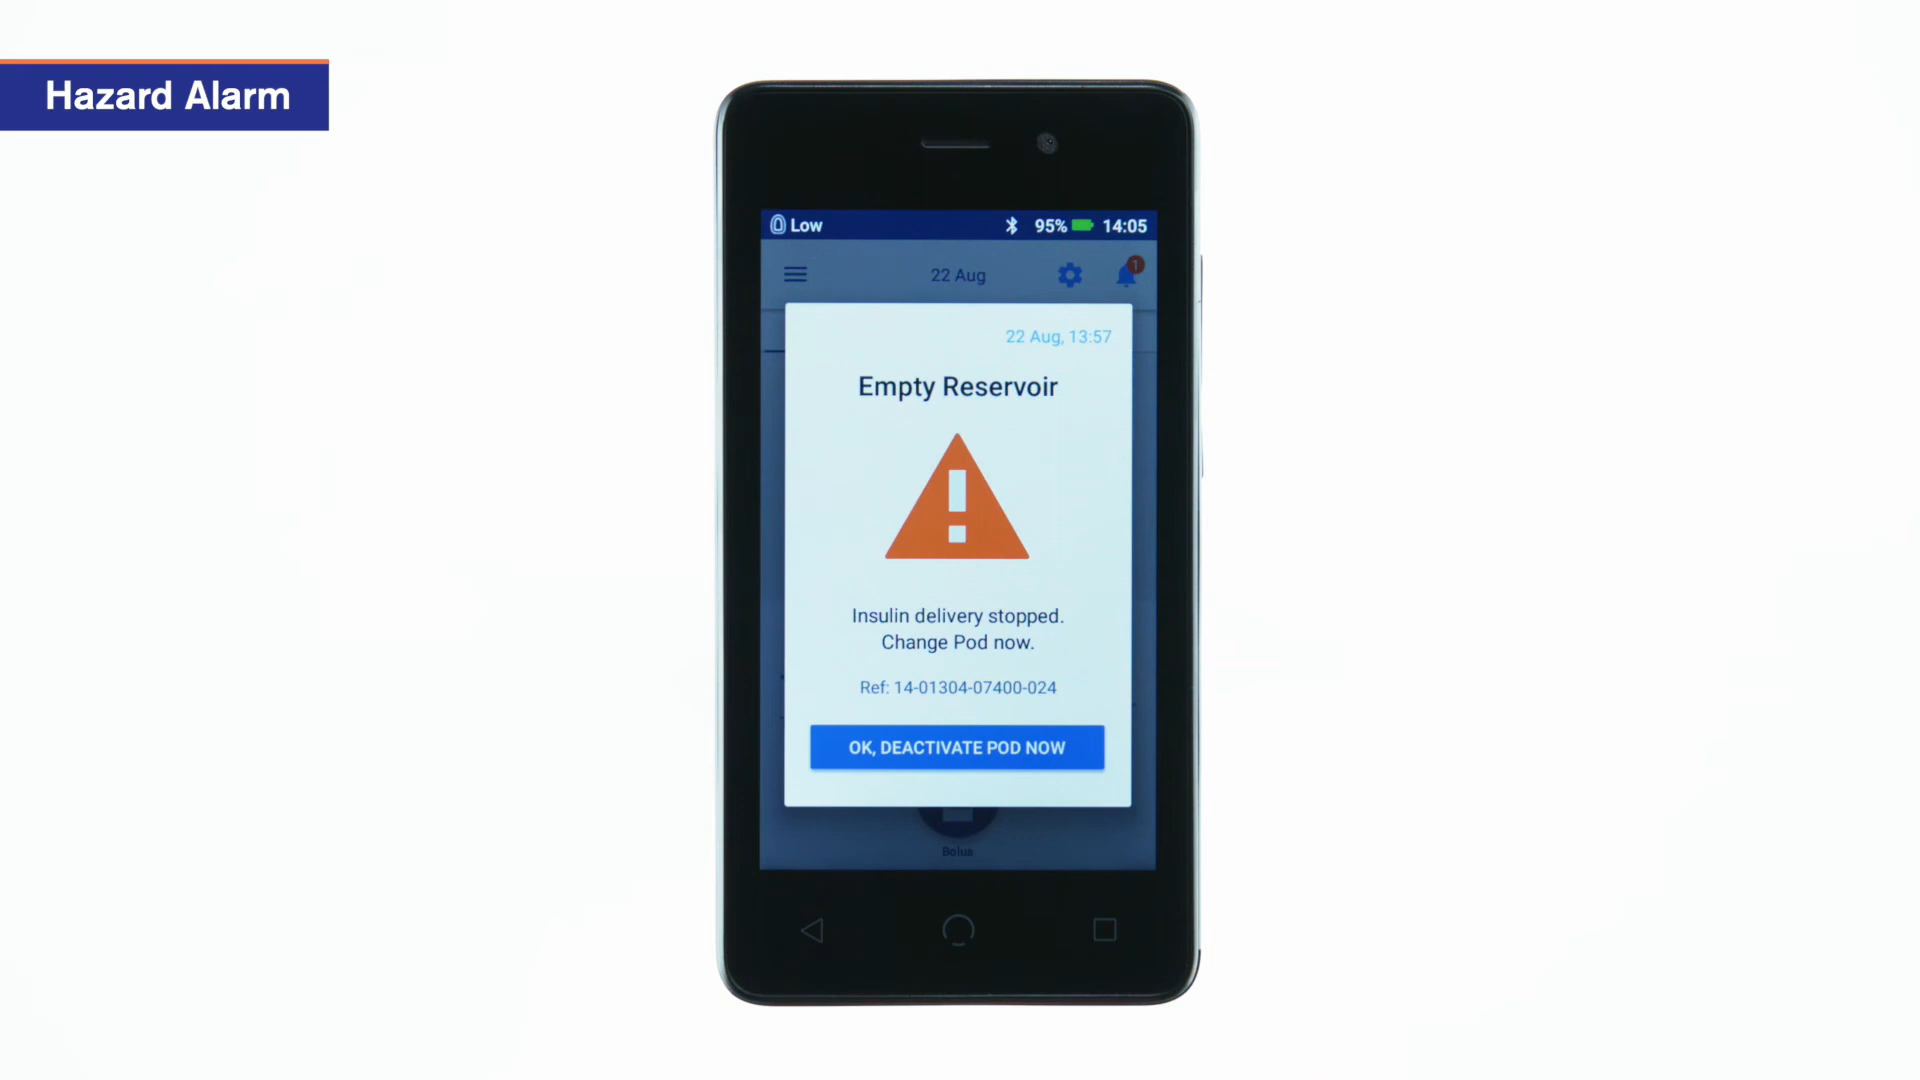 Hazard Alarm
Low 95% 14:05
22 Aug 1
22 Aug, 13:57
Empty Reservoir
Insulin delivery stopped.
Change Pod now.
Ref: 14-01304-07400-024
OK, DEACTIVATE POD NOW
Bolus